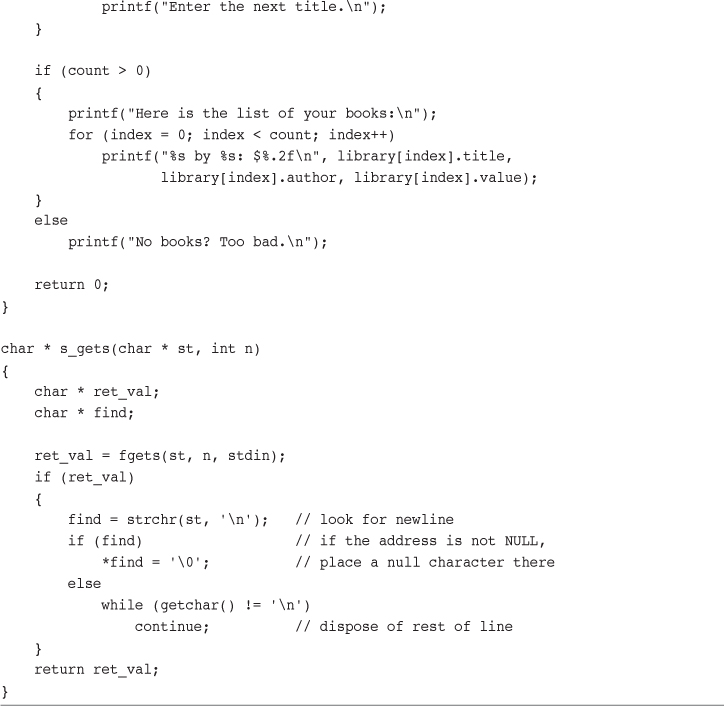 printf("Enter the next title.\n");
    }

    if (count > 0)
    {
        printf("Here is the list of your books:\n");
        for (index = 0; index < count; index++)
            printf("%s by %s: $%.2f\n", library[index].title,
                   library[index].author, library[index].value);
    }
    else
        printf("No books? Too bad.\n");

    return 0;
}

char * s_gets(char * st, int n)
{
    char * ret_val;
    char * find;

    ret_val = fgets(st, n, stdin);
    if (ret_val)
    {
        find = strchr(st, '\n');   // look for newline
        if (find)                  // if the address is not NULL,
            *find = '\0';          // place a null character there
        else
            while (getchar() != '\n')
                continue;          // dispose of rest of line
    }
    return ret_val;
}